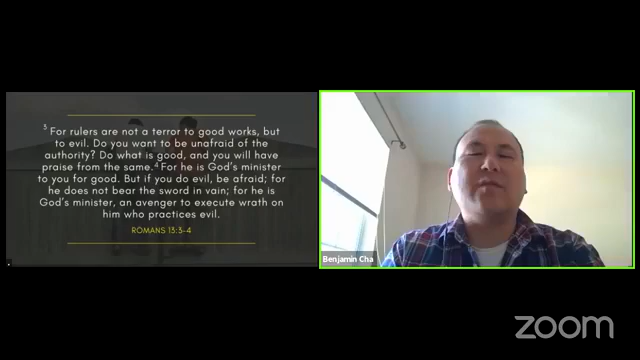 3 For rulers are not a terror to good works, but
to evil. Do you want to be unafraid of the
authority? Do what is good, and you will have
praise from the same. 4 For he is God's minister
to you for good. But if you do evil, be afraid; for
he does not bear the sword in vain; for he is
God's minister, an avenger to execute wrath on
him who practices evil.
ROMANS 13:3-4
Benjamin Cha
zoom